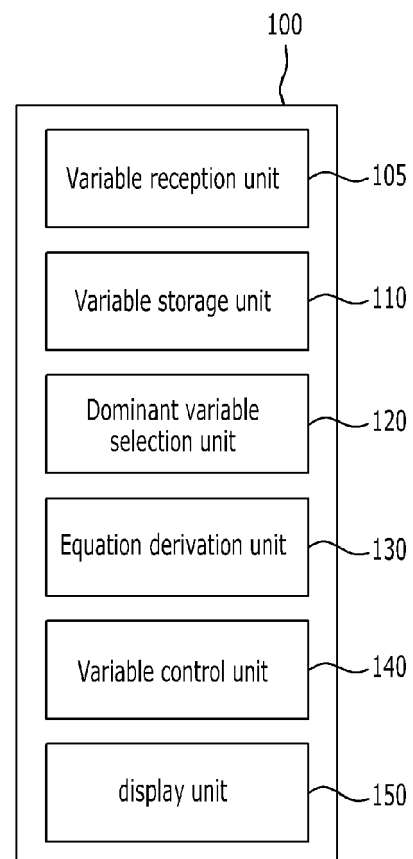 100
Variable reception unit
105
Variable storage unit
110
Dominant variable
selection unit
120
Equation derivation unit
130
Variable control unit
140
display unit
150